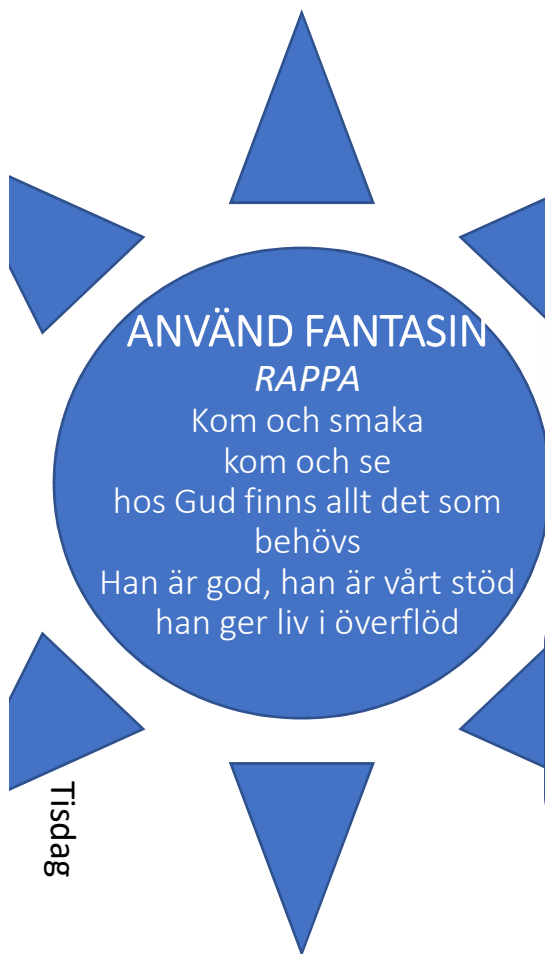 ANVÄND FANTASIN
RAPPA
Kom och smaka
kom och se
hos Gud finns allt det som
behövs
Han är god, han är vårt stöd
han ger liv i överflöd
Tisdag